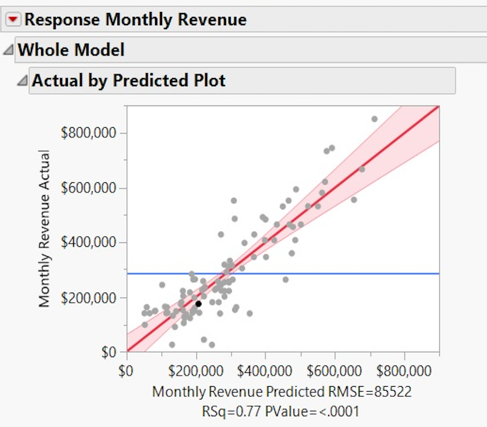 Response Monthly Revenue
Whole Model
Actual by Predicted Plot
Monthly Revenue Actual
$800,000
$600,000
$400,000
$200,000
$0
$0 $200,000 $400,000 $600,000 $800,000
Monthly Revenue Predicted RMSE=85522
RSq=0.77 PValue=<.0001